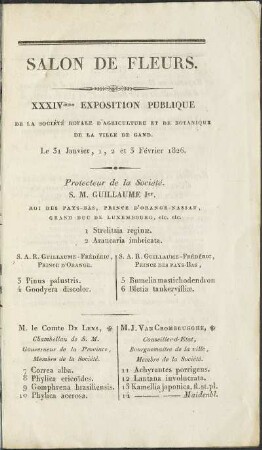 SALON DE FLEURS.
XXXIVème EXPOSITION PUBLIQUE
DE LA SOCIÉTÉ ROYALE D'AGRICULTURE ET DE BOTANIQUE
DE LA VILLE DE GAND.
Le 31 Janvier, 1, 2 et 3 Février 1826.
Protecteur de la Société.
S. M. GUILLAUME Ier,
ROI DES PAYS-BAS, PRINCE D'ORANGE-NASSAU,
GRAND-DUC DE LUXEMBOURG, etc. etc.
1 Strelitzia reginæ.
2 Araucaria imbricata.
S. A. R. GUILLAUME-FRÉDÉRIC,
PRINCE D'ORANGE.
3 Pinus palustris.
4 Goodyera discolor.
S. A. R. GUILLAUME-FRÉDÉRIC,
PRINCE DES PAYS-BAS,
5 Bumelia mastichodendron
6 Bletia tankervilliæ.
M. le Comte DE LENS, ✻
Chambellan de S. M.
Gouverneur de la Province,
Membre de la Société.
7 Correa alba.
8 Phylica ericoïdes.
9 Gomphrena brasiliensis.
10 Phylica acerosa.
M. J. VAN CROMBRUGGHE, ✻
Conseiller-d'État,
Bourguemaître de la ville,
Membre de la Société.
11 Achyrantes porrigens.
12 Lantana involucrata.
13 Kamellia japonica. fl. st. pl.
14 —— Maidenbl.